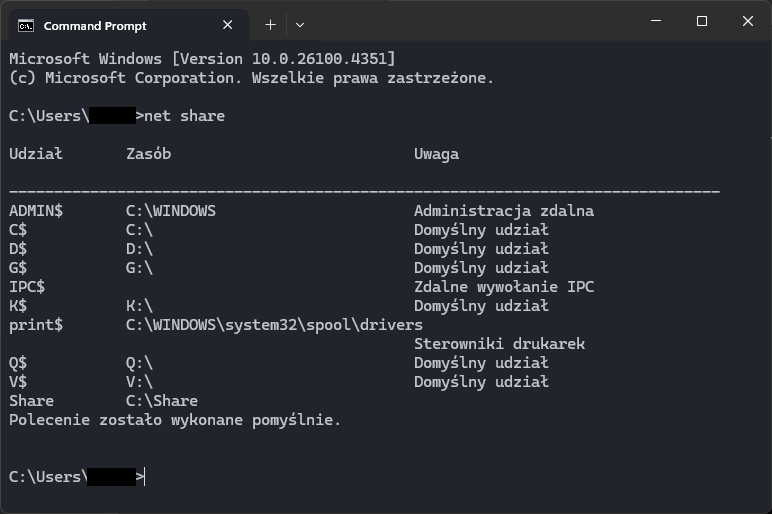 Command Prompt
Microsoft Windows [Version 10.0.26100.4351]
(c) Microsoft Corporation. Wszelkie prawa zastrzeżone.
C:\Users\>net share
Udział Zasób Uwaga
-------------------------------------------------------------------------------
ADMIN$ C:\WINDOWS Administracja zdalna
C$ C:\ Domyślny udział
D$ D:\ Domyślny udział
G$ G:\ Domyślny udział
IPC$ Zdalne wywołanie IPC
K$ K:\ Domyślny udział
print$ C:\WINDOWS\system32\spool\drivers
Sterowniki drukarek
Q$ Q:\ Domyślny udział
V$ V:\ Domyślny udział
Share C:\Share
Polecenie zostało wykonane pomyślnie.
C:\Users\>